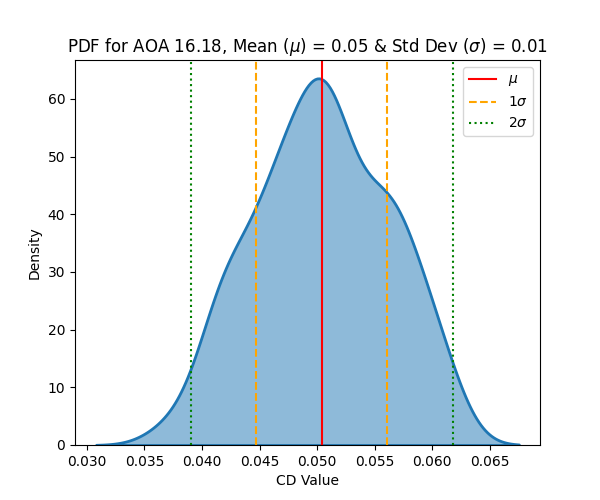 PDF for AOA 16.18, Mean (μ) = 0.05 & Std Dev (σ) = 0.01
μ
1σ
2σ
60
50
40
30
20
10
0
Density
0.030 0.035 0.040 0.045 0.050 0.055 0.060 0.065
CD Value